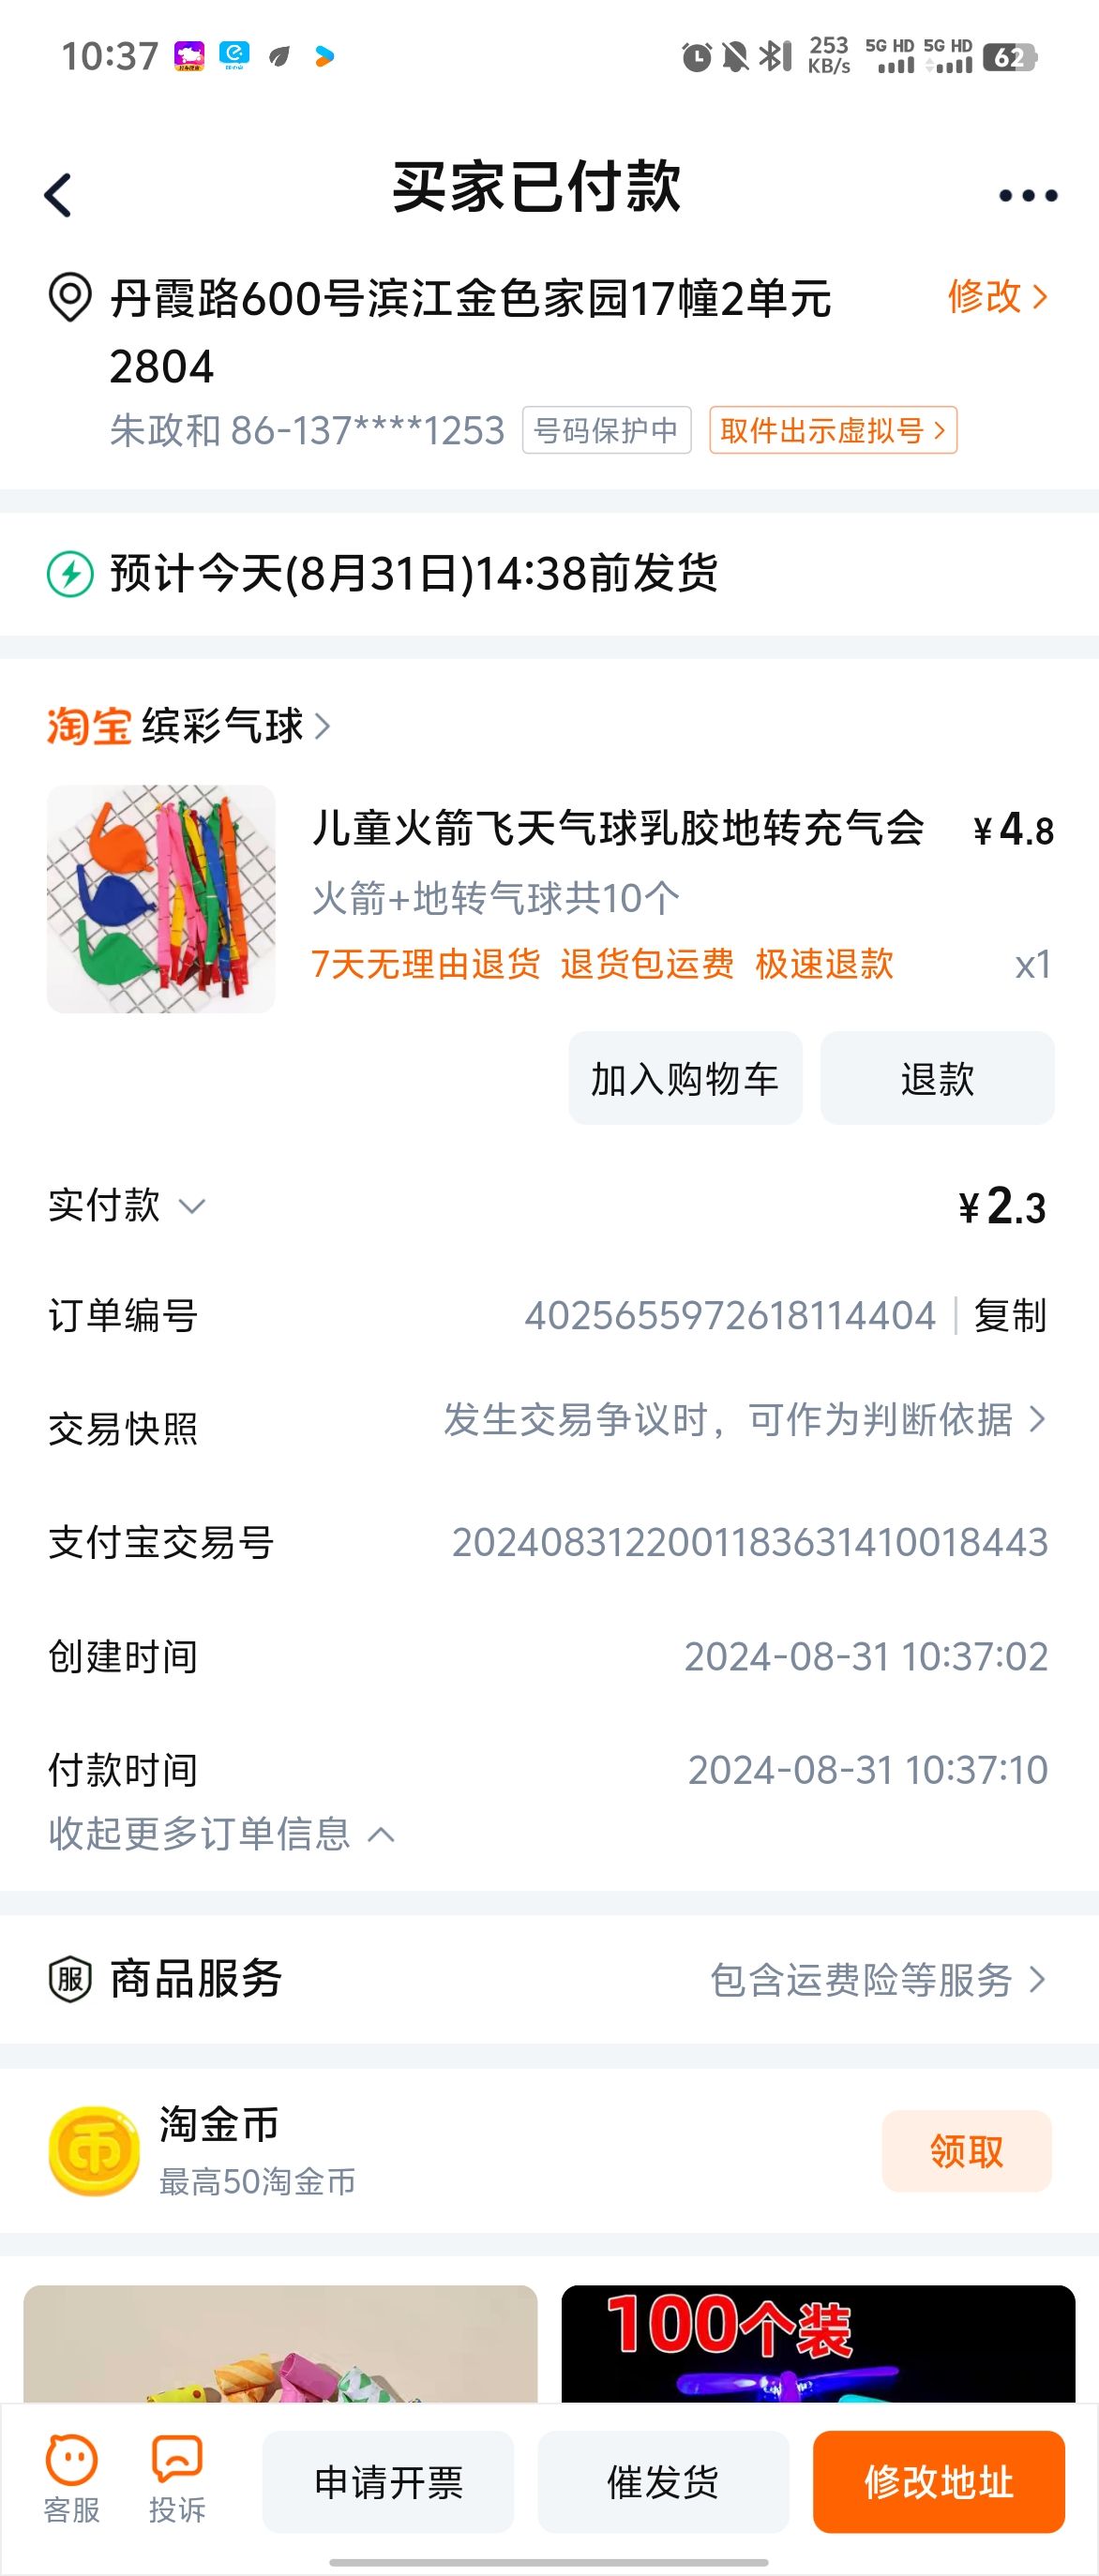 10:37
253 KB/s 5G HD 5G HD 62
买家已付款
丹霞路600号滨江金色家园17幢2单元 修改
2804
朱政和 86-137****1253 号码保护中 取件出示虚拟号
预计今天(8月31日)14:38前发货
淘宝 缤彩气球
儿童火箭飞天气球乳胶地转充气会 ¥4.8
火箭+地转气球共10个
7天无理由退货 退货包运费 极速退款 x1
加入购物车 退款
实付款 ¥2.3
订单编号 4025655972618114404 复制
交易快照 发生交易争议时，可作为判断依据
支付宝交易号 2024083122001183631410018443
创建时间 2024-08-31 10:37:02
付款时间 2024-08-31 10:37:10
收起更多订单信息
服 商品服务 包含运费险等服务
币 淘金币 领取
最高50淘金币
100个装
客服 投诉 申请开票 催发货 修改地址